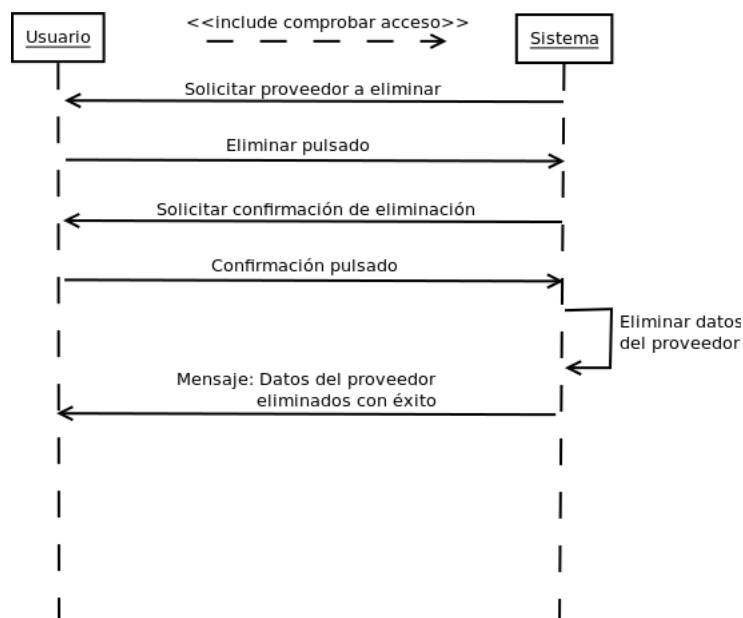 <<include comprobar acceso>>
Usuario
Sistema
Solicitar proveedor a eliminar
Eliminar pulsado
Solicitar confirmación de eliminación
Confirmación pulsado
Eliminar datos
del proveedor
Mensaje: Datos del proveedor
eliminados con éxito